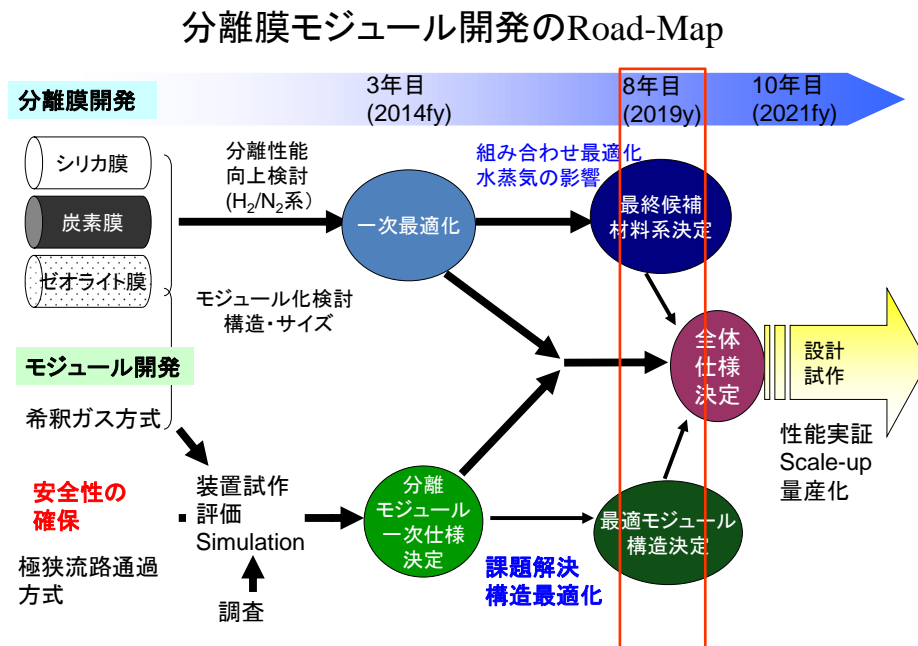 分離膜モジュール開発のRoad-Map
3年目
(2014fy)
8年目
(2019y)
10年目
(2021fy)
分離膜開発
シリカ膜
炭素膜
ゼオライト膜
分離性能
向上検討
(H₂/N₂系)
一次最適化
組み合わせ最適化
水蒸気の影響
最終候補
材料系決定
モジュール化検討
構造・サイズ
全体
仕様
決定
設計
試作
モジュール開発
希釈ガス方式
性能実証
Scale-up
量産化
安全性の
確保
装置試作
評価
Simulation
分離
モジュール
一次仕様
決定
最適モジュール
構造決定
課題解決
構造最適化
極狭流路通過
方式
調査